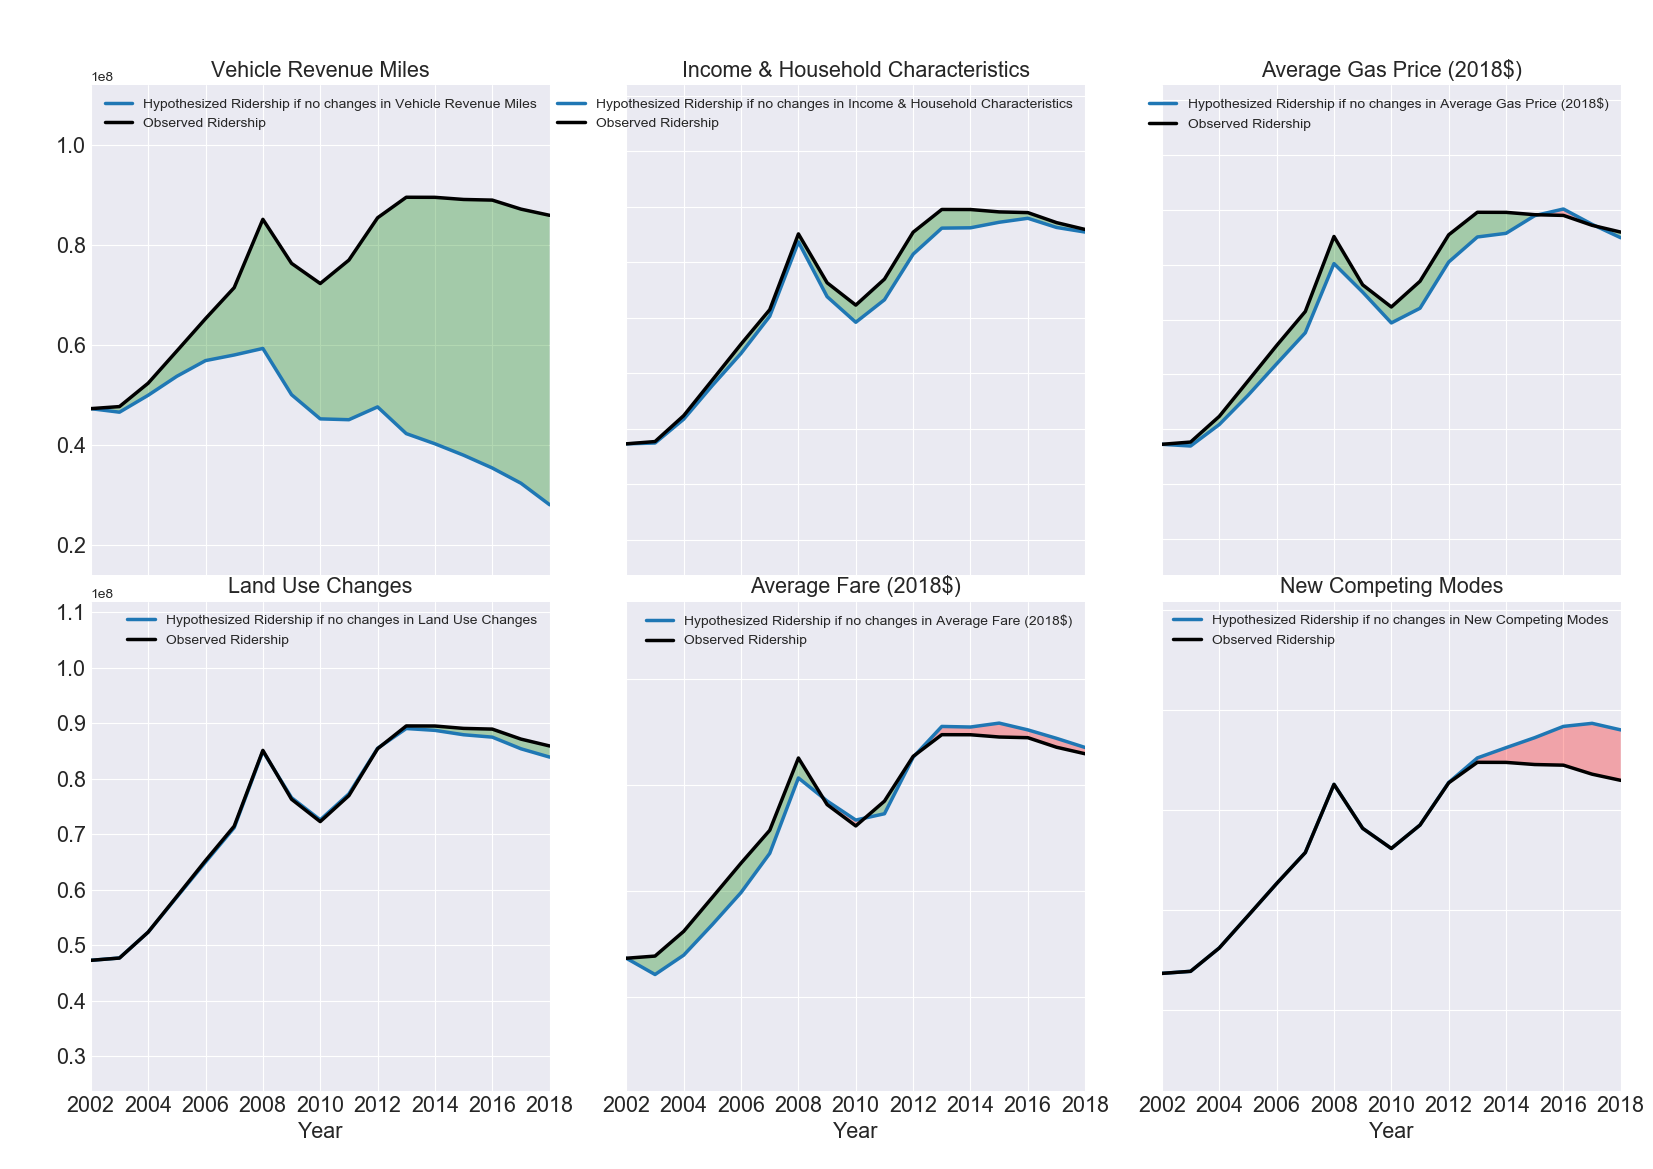 Vehicle Revenue Miles
1e8
Hypothesized Ridership if no changes in Vehicle Revenue Miles
Observed Ridership
1.0
0.8
0.6
0.4
0.2
Income & Household Characteristics
Hypothesized Ridership if no changes in Income & Household Characteristics
Observed Ridership
Average Gas Price (2018$)
Hypothesized Ridership if no changes in Average Gas Price (2018$)
Observed Ridership
Land Use Changes
1e8
Hypothesized Ridership if no changes in Land Use Changes
Observed Ridership
1.1
1.0
0.9
0.8
0.7
0.6
0.5
0.4
0.3
2002 2004 2006 2008 2010 2012 2014 2016 2018
Year
Average Fare (2018$)
Hypothesized Ridership if no changes in Average Fare (2018$)
Observed Ridership
2002 2004 2006 2008 2010 2012 2014 2016 2018
Year
New Competing Modes
Hypothesized Ridership if no changes in New Competing Modes
Observed Ridership
2002 2004 2006 2008 2010 2012 2014 2016 2018
Year